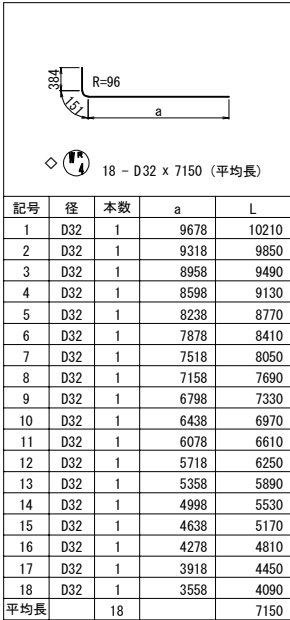 384
R=96
151
a
◇ W R 4 18 - D32 x 7150 (平均長)
記号 径 本数 a L
1 D32 1 9678 10210
2 D32 1 9318 9850
3 D32 1 8958 9490
4 D32 1 8598 9130
5 D32 1 8238 8770
6 D32 1 7878 8410
7 D32 1 7518 8050
8 D32 1 7158 7690
9 D32 1 6798 7330
10 D32 1 6438 6970
11 D32 1 6078 6610
12 D32 1 5718 6250
13 D32 1 5358 5890
14 D32 1 4998 5530
15 D32 1 4638 5170
16 D32 1 4278 4810
17 D32 1 3918 4450
18 D32 1 3558 4090
平均長 18 7150